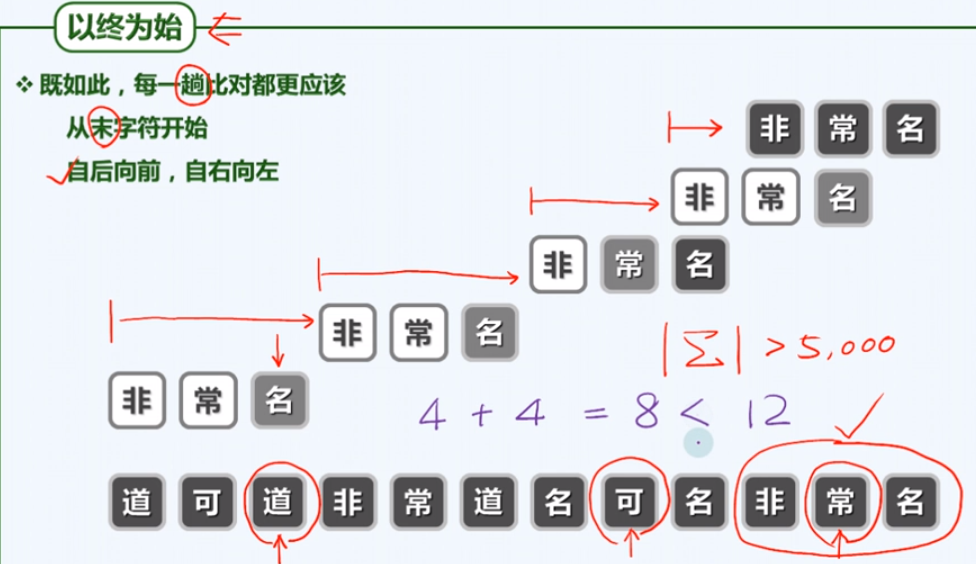 以终为始
❖ 既如此，每一趟比对都更应该
从末字符开始
自后向前，自右向左
非 常 名
非 常 名
非 常 名
非 常 名
|Σ| > 5,000
非 常 名
4 + 4 = 8 < 12
道 可 道 非 常 道 名 可 名 非 常 名